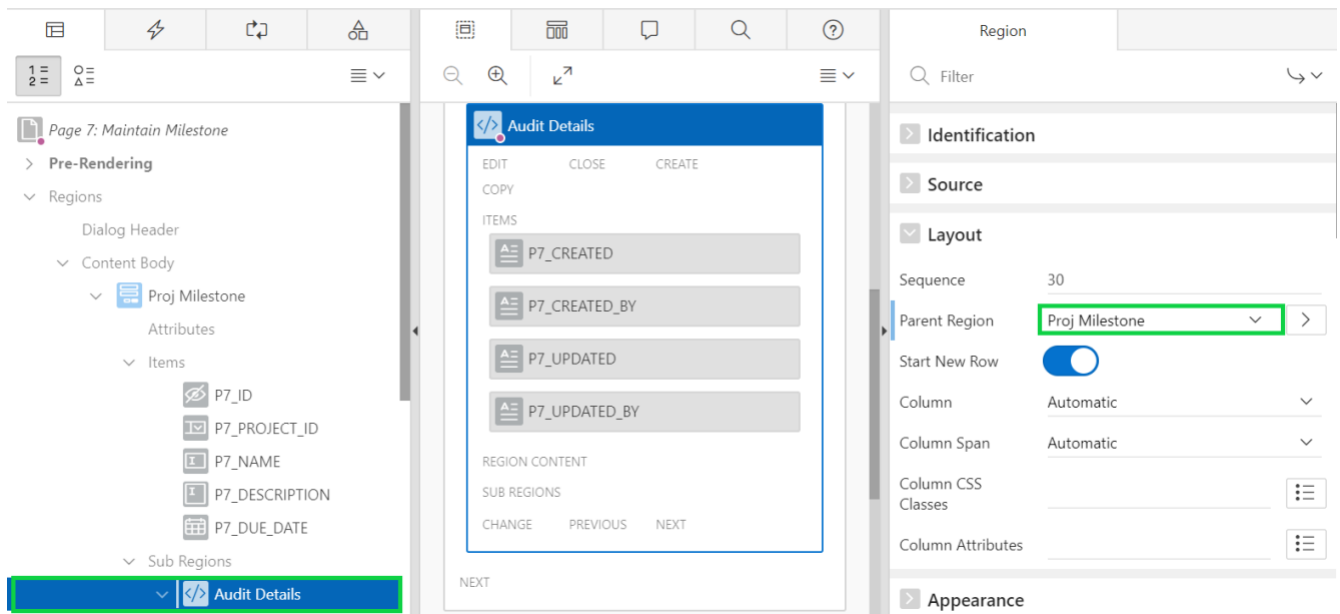 Region
1 =
2 =
Filter
Page 7: Maintain Milestone
Pre-Rendering
Regions
Dialog Header
Content Body
Proj Milestone
Attributes
Items
P7_ID
P7_PROJECT_ID
P7_NAME
P7_DESCRIPTION
P7_DUE_DATE
Sub Regions
</> Audit Details
</> Audit Details
EDIT CLOSE CREATE
COPY
ITEMS
P7_CREATED
P7_CREATED_BY
P7_UPDATED
P7_UPDATED_BY
REGION CONTENT
SUB REGIONS
CHANGE PREVIOUS NEXT
NEXT
Identification
Source
Layout
Sequence 30
Parent Region Proj Milestone
Start New Row
Column Automatic
Column Span Automatic
Column CSS
Classes
Column Attributes
Appearance